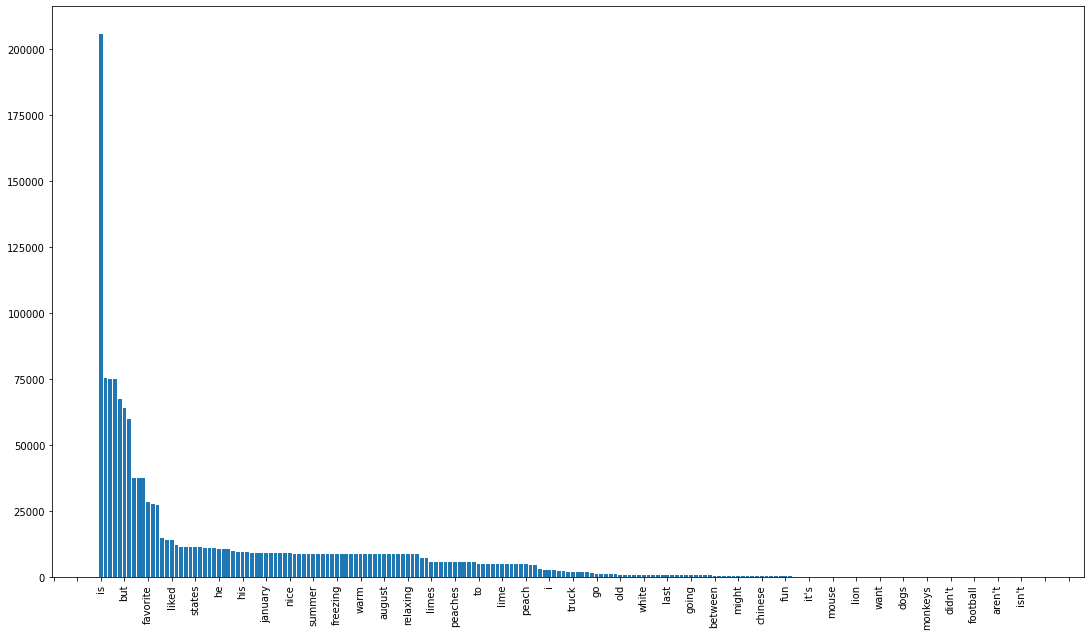 200000
175000
150000
125000
100000
75000
50000
25000
0
is
but
favorite
liked
states
he
his
january
nice
summer
freezing
warm
august
relaxing
limes
peaches
to
lime
peach
i
truck
go
old
white
last
going
between
might
chinese
fun
it's
mouse
lion
want
dogs
monkeys
didn't
football
aren't
isn't